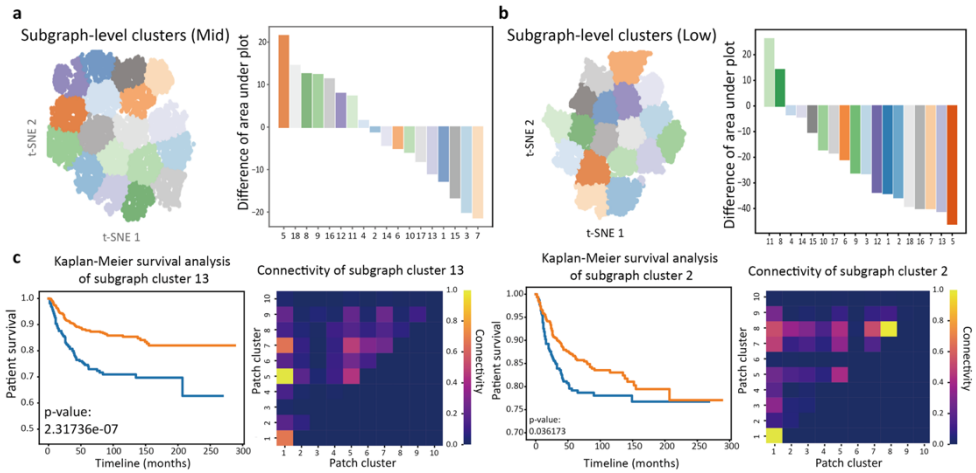 a
Subgraph-level clusters (Mid)
t-SNE 2
t-SNE 1
Difference of area under plot
20
10
0
−10
−20
5 18 8 9 16 12 11 4 2 14 6 10 17 13 1 15 3 7
b
Subgraph-level clusters (Low)
t-SNE 2
t-SNE 1
Difference of area under plot
20
10
0
−10
−20
−30
−40
11 8 4 14 15 10 17 6 9 3 12 1 2 18 16 7 13 5
c
Kaplan-Meier survival analysis
of subgraph cluster 13
Patient survival
1.0
0.9
0.8
0.7
0.6
0.5
p-value:
2.31736e-07
0 50 100 150 200 250 300
Timeline (months)
Connectivity of subgraph cluster 13
Patch cluster
10
9
8
7
6
5
4
3
2
1
1 2 3 4 5 6 7 8 9 10
Patch cluster
1.0
0.8
0.6
0.4
0.2
0.0
Connectivity
Kaplan-Meier survival analysis
of subgraph cluster 2
Patient survival
1.00
0.95
0.90
0.85
0.80
0.75
0.70
p-value:
0.036173
0 50 100 150 200 250 300
Timeline (months)
Connectivity of subgraph cluster 2
Patch cluster
10
9
8
7
6
5
4
3
2
1
1 2 3 4 5 6 7 8 9 10
Patch cluster
1.0
0.8
0.6
0.4
0.2
0.0
Connectivity